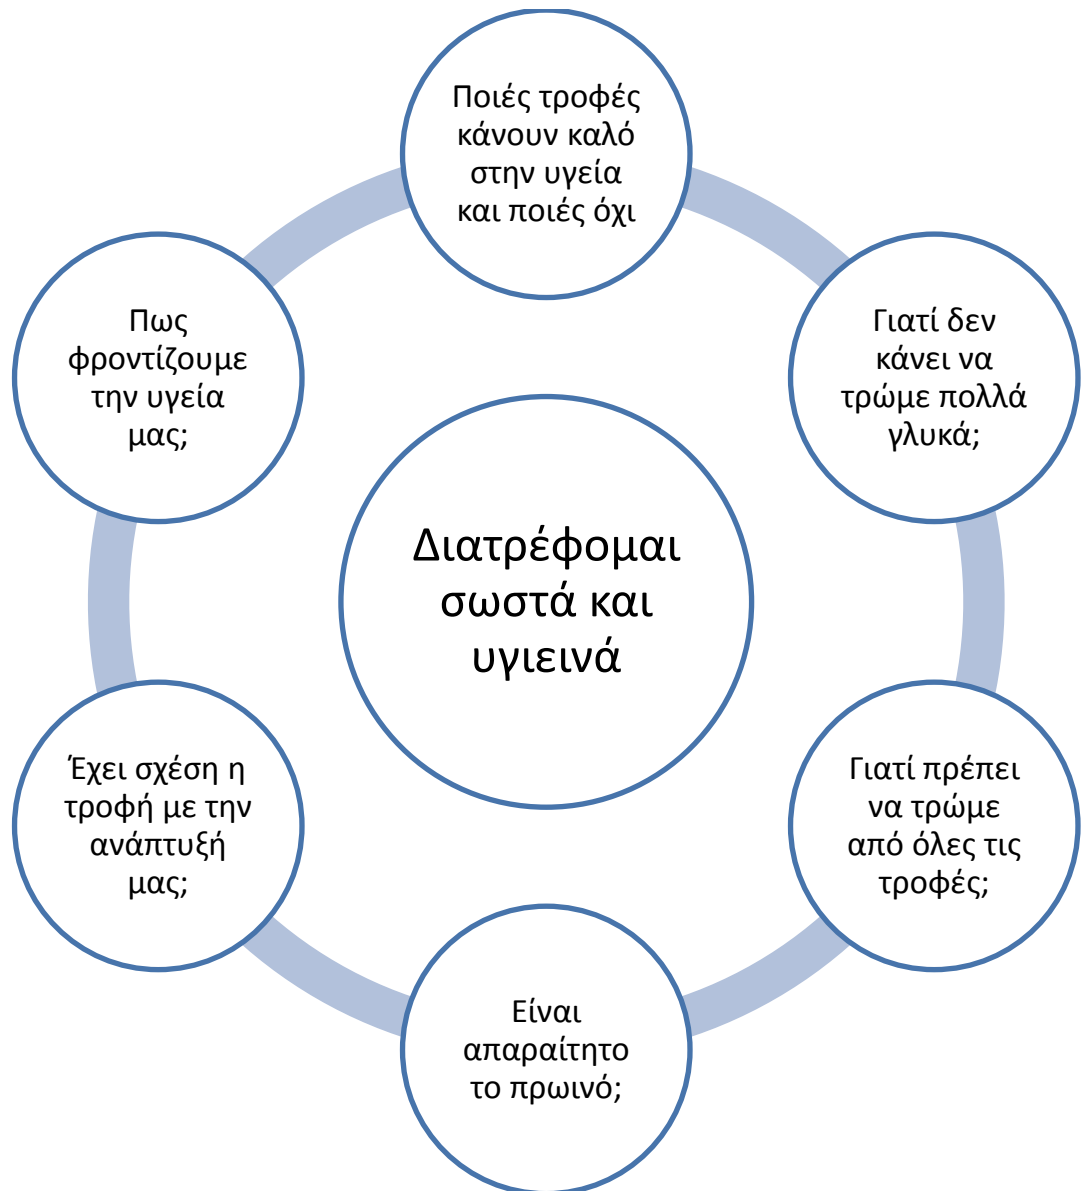 Ποιές τροφές
κάνουν καλό
στην υγεία
και ποιές όχι
Γιατί δεν
κάνει να
τρώμε πολλά
γλυκά;
Γιατί πρέπει
να τρώμε
από όλες τις
τροφές;
Είναι
απαραίτητο
το πρωινό;
Έχει σχέση η
τροφή με την
ανάπτυξή
μας;
Πως
φροντίζουμε
την υγεία
μας;
Διατρέφομαι
σωστά και
υγιεινά